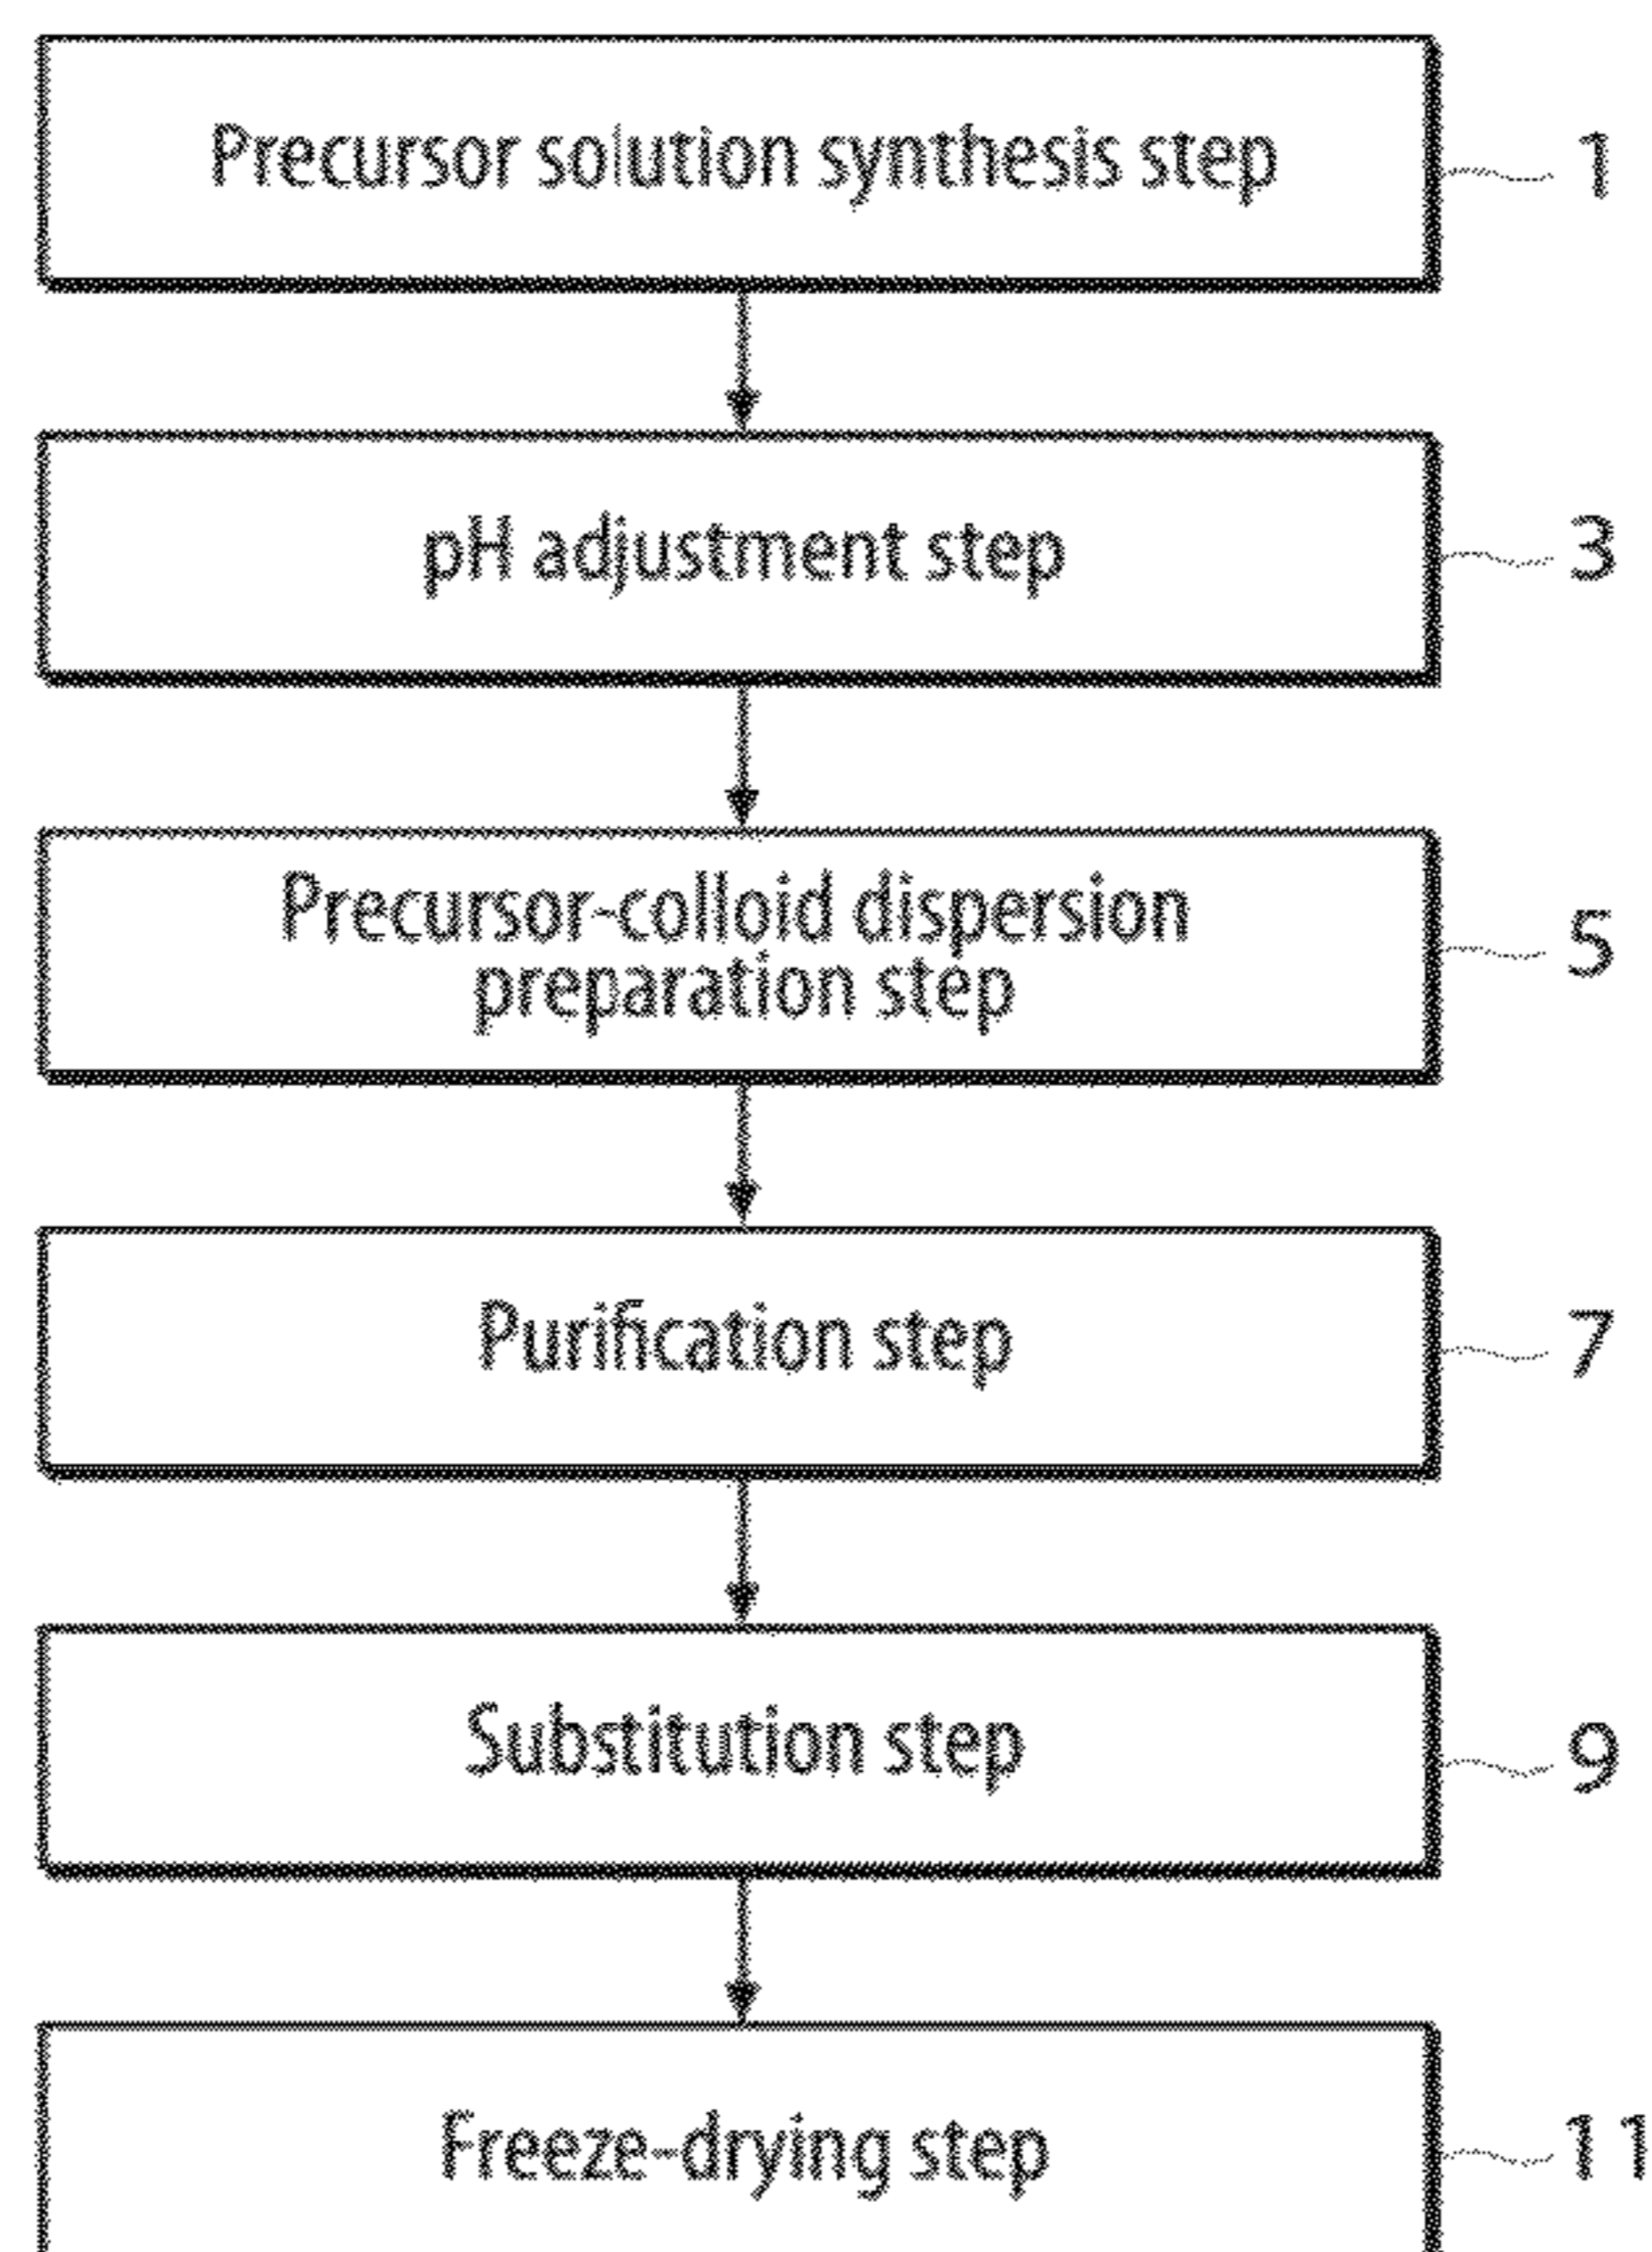 Precursor solution synthesis step
1
pH adjustment step
3
Precursor-colloid dispersion
preparation step
5
Purification step
7
Substitution step
9
Freeze-drying step
11